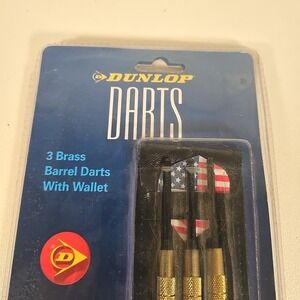 DUNLOP
DARTS
3 Brass
Barrel Darts
With Wallet
D